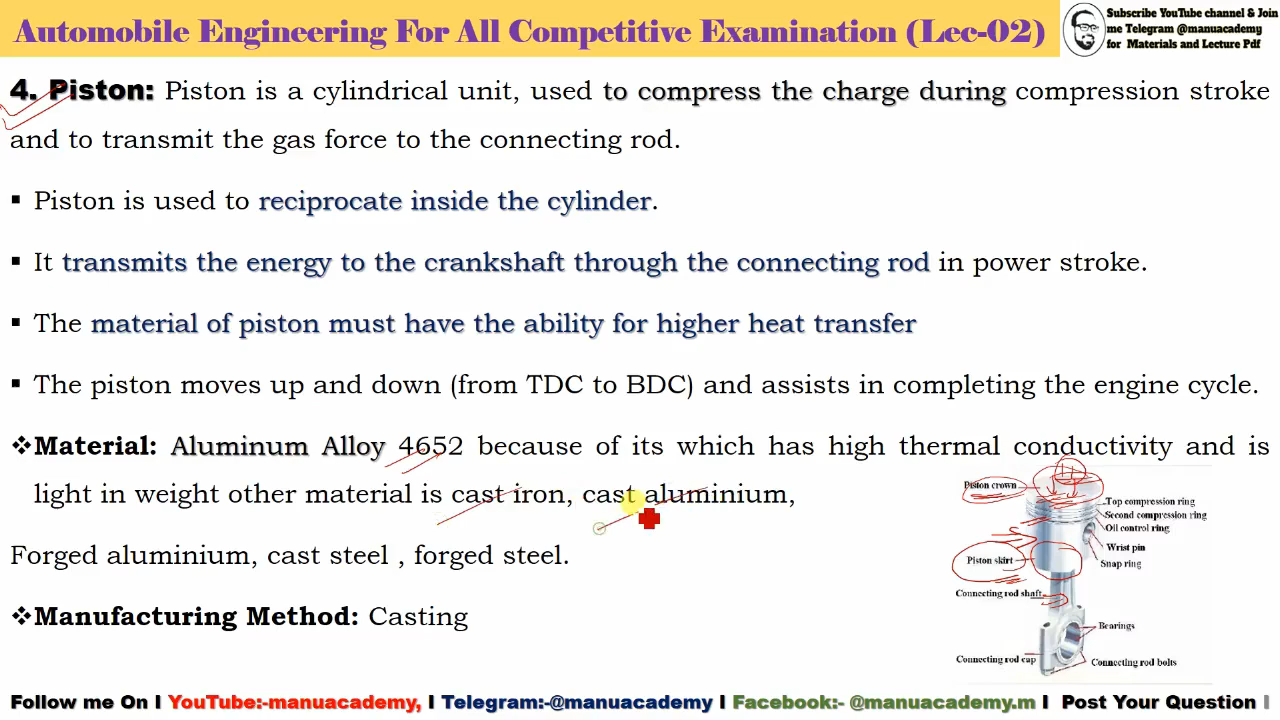 Automobile Engineering For All Competitive Examination (Lec-02)
Subscribe YouTube channel & Join
me Telegram @manuacademy
for Materials and Lecture Pdf
4. Piston: Piston is a cylindrical unit, used to compress the charge during compression stroke
and to transmit the gas force to the connecting rod.
▪ Piston is used to reciprocate inside the cylinder.
▪ It transmits the energy to the crankshaft through the connecting rod in power stroke.
▪ The material of piston must have the ability for higher heat transfer
▪ The piston moves up and down (from TDC to BDC) and assists in completing the engine cycle.
❖Material: Aluminum Alloy 4652 because of its which has high thermal conductivity and is
light in weight other material is cast iron, cast aluminium,
Forged aluminium, cast steel , forged steel.
❖Manufacturing Method: Casting
Piston crown
Top compression ring
Second compression ring
Oil control ring
Wrist pin
Piston skirt
Snap ring
Connecting rod shaft
Bearings
Connecting rod cap
Connecting rod bolts
Follow me On I YouTube:-manuacademy, I Telegram:-@manuacademy I Facebook:- @manuacademy.m I Post Your Question I